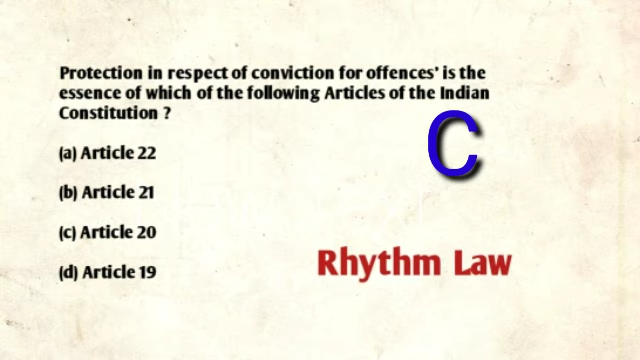 Protection in respect of conviction for offences' is the
essence of which of the following Articles of the Indian
Constitution ?
C
(a) Article 22
(b) Article 21
(c) Article 20
(d) Article 19
Rhythm Law